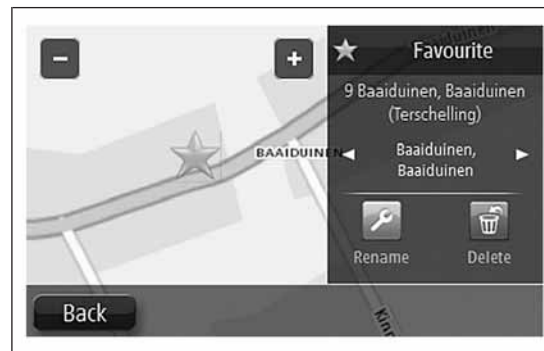 −
+
Favourite
9 Baaiduinen, Baaiduinen
(Terschelling)
BAAIDUINEN
Baaiduinen,
Baaiduinen
Rename
Delete
Back